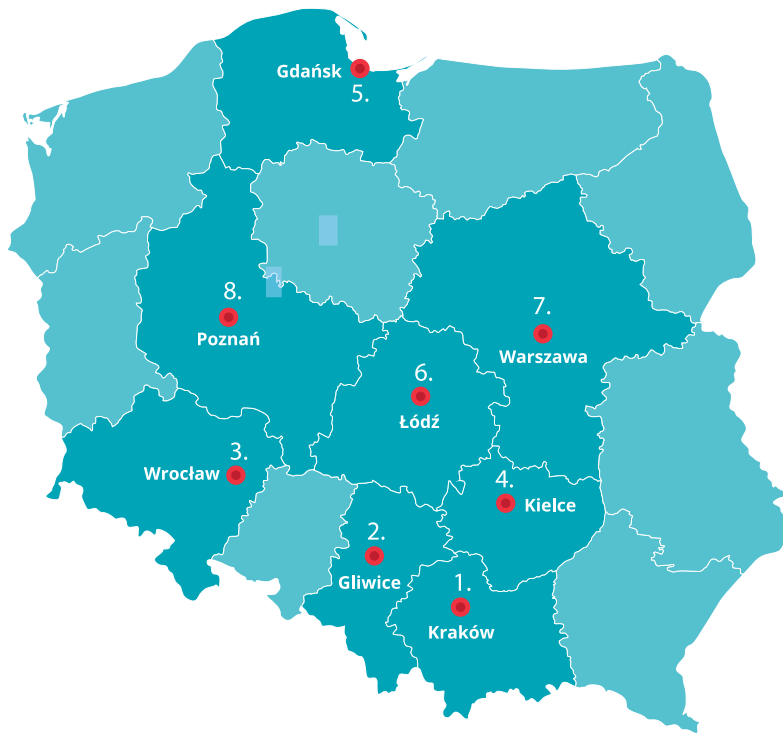 Gdańsk
5.
8.
Poznań
7.
Warszawa
6.
Łódź
3.
Wrocław
4.
Kielce
2.
Gliwice
1.
Kraków